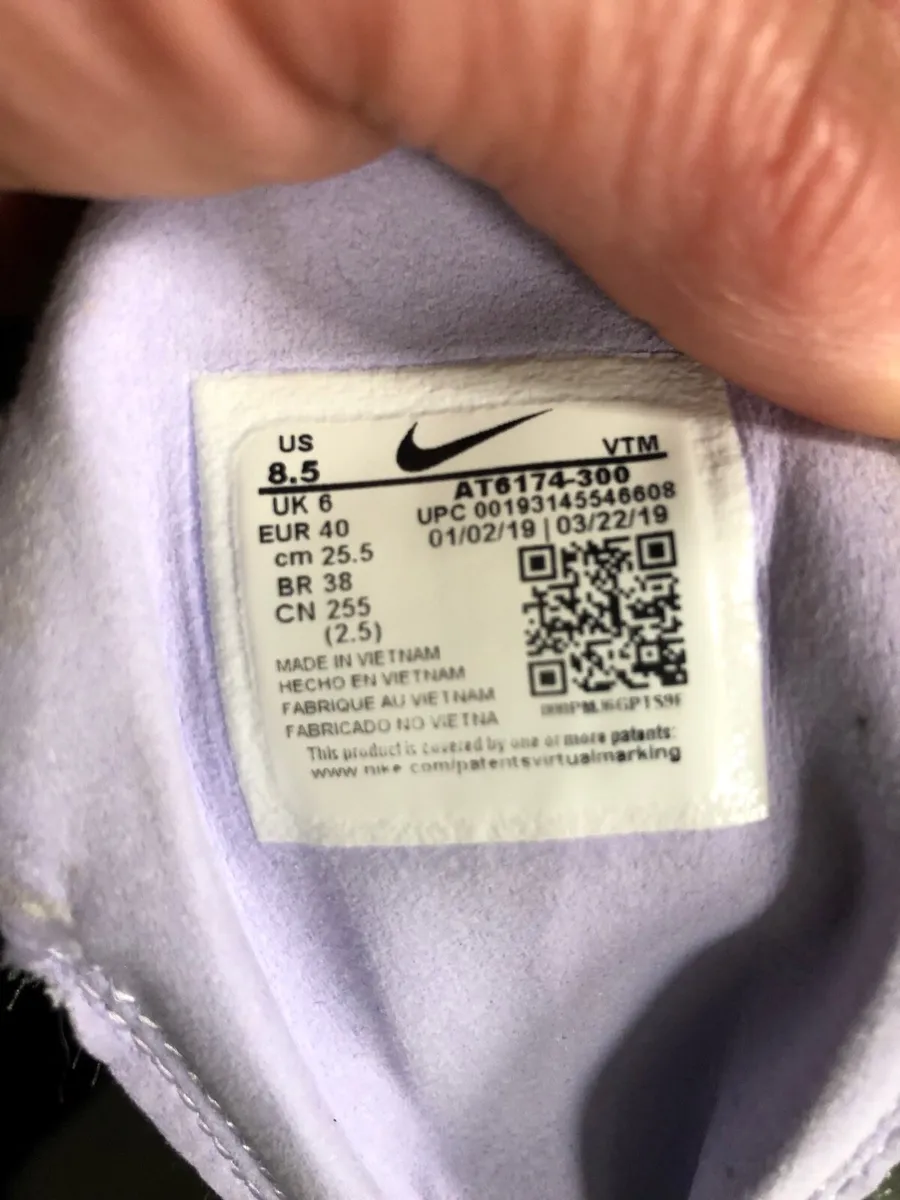 US
8.5
VTM
AT6174-300
UPC 00193145546608
01/02/19 | 03/22/19
UK 6
EUR 40
cm 25.5
BR 38
CN 255
(2.5)
MADE IN VIETNAM
HECHO EN VIETNAM
FABRIQUE AU VIETNAM
FABRICADO NO VIETNA
This product is covered by one or more patents:
www nike com/patentsvirtualmarking